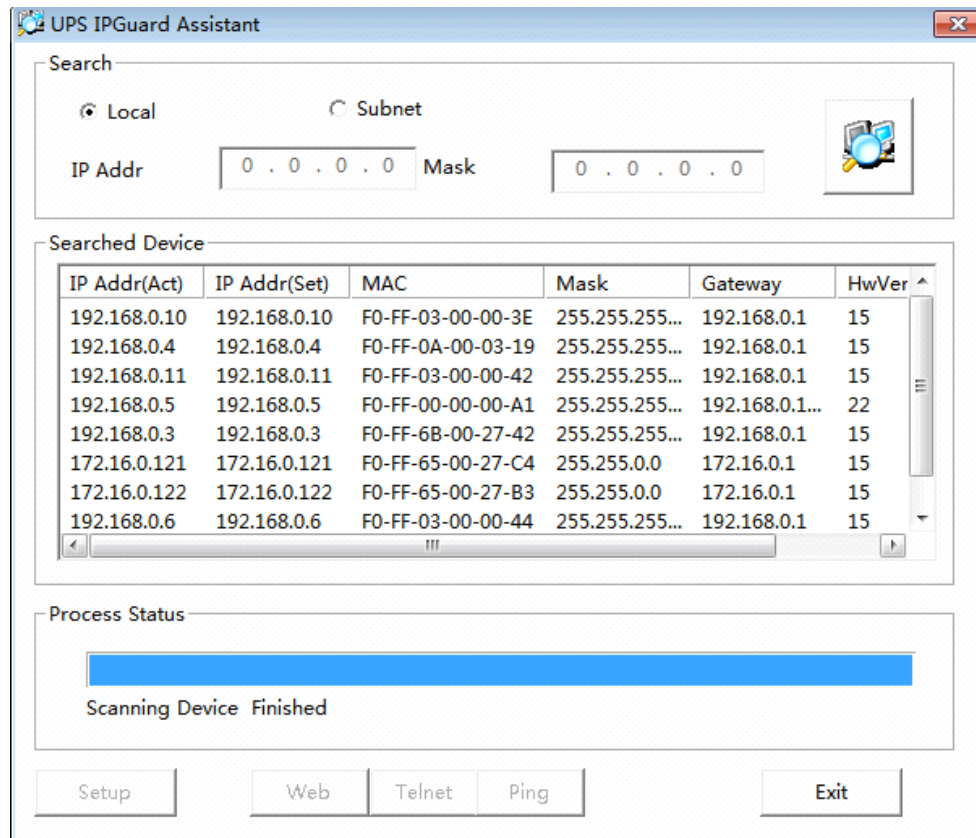 UPS IPGuard Assistant
Search
Local Subnet
IP Addr 0 . 0 . 0 . 0 Mask 0 . 0 . 0 . 0
Searched Device
IP Addr(Act) IP Addr(Set) MAC Mask Gateway HwVer
192.168.0.10 192.168.0.10 F0-FF-03-00-00-3E 255.255.255... 192.168.0.1 15
192.168.0.4 192.168.0.4 F0-FF-0A-00-03-19 255.255.255... 192.168.0.1 15
192.168.0.11 192.168.0.11 F0-FF-03-00-00-42 255.255.255... 192.168.0.1 15
192.168.0.5 192.168.0.5 F0-FF-00-00-00-A1 255.255.255... 192.168.0.1... 22
192.168.0.3 192.168.0.3 F0-FF-6B-00-27-42 255.255.255... 192.168.0.1 15
172.16.0.121 172.16.0.121 F0-FF-65-00-27-C4 255.255.0.0 172.16.0.1 15
172.16.0.122 172.16.0.122 F0-FF-65-00-27-B3 255.255.0.0 172.16.0.1 15
192.168.0.6 192.168.0.6 F0-FF-03-00-00-44 255.255.255... 192.168.0.1 15
Process Status
Scanning Device Finished
Setup Web Telnet Ping Exit